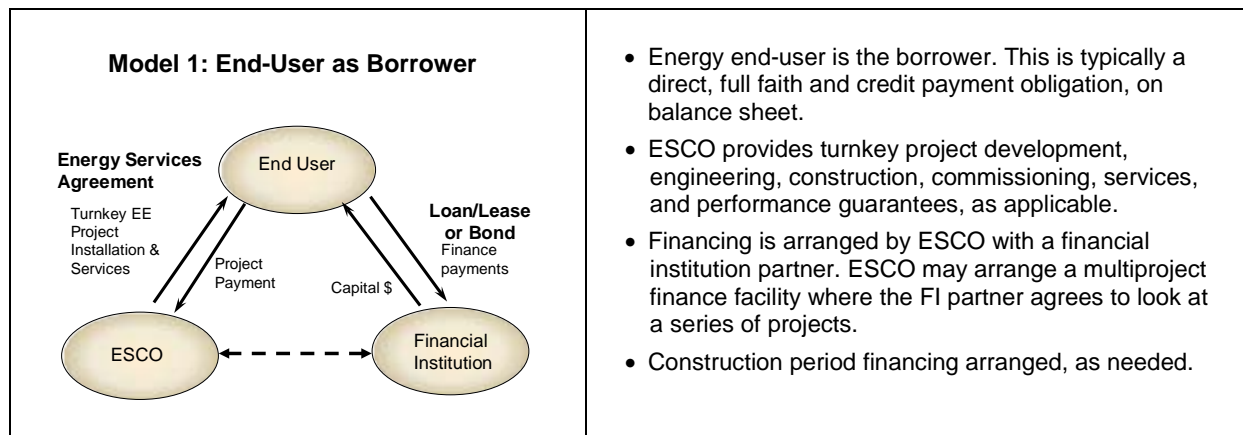 Model 1: End-User as Borrower
End User
Energy Services
Agreement
Turnkey EE
Project
Installation &
Services
Project
Payment
Capital $
Loan/Lease
or Bond
Finance
payments
ESCO
Financial
Institution
• Energy end-user is the borrower. This is typically a
direct, full faith and credit payment obligation, on
balance sheet.
• ESCO provides turnkey project development,
engineering, construction, commissioning, services,
and performance guarantees, as applicable.
• Financing is arranged by ESCO with a financial
institution partner. ESCO may arrange a multiproject
finance facility where the FI partner agrees to look at
a series of projects.
• Construction period financing arranged, as needed.